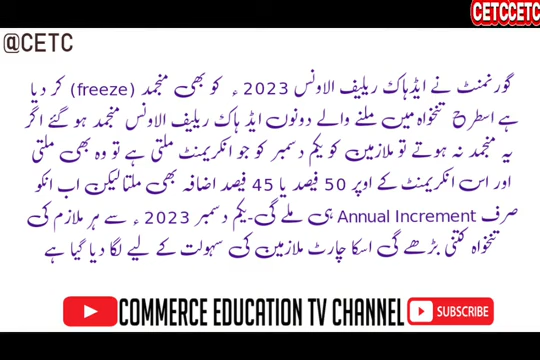 CETCCETC
@CETC
گورنمنٹ نے ایڈہاک ریلیف الاونس 2023 ء کو بھی منجمد (freeze) کر دیا
ہے اسطرح تنخواہ میں ملنے والے دونوں ایڈ ہاک ریلیف الاونس منجمد ہو گئے اگر
یہ منجمد نہ ہوتے تو ملازمین کو یکم دسمبر کو جو انکریمنٹ ملتی ہے تو وہ بھی ملتی
اور اس انکریمنٹ کے اوپر 50 فیصد یا 45 فیصد اضافہ بھی ملتا لیکن اب انکو
صرف Annual Increment ہی ملے گی۔یکم دسمبر 2023 ء سے ہر ملازم کی
تنخواہ کتنی بڑھے گی اسکا چارٹ ملازمین کی سہولت کے لیے لگا دیا گیا ہے
COMMERCE EDUCATION TV CHANNEL SUBSCRIBE